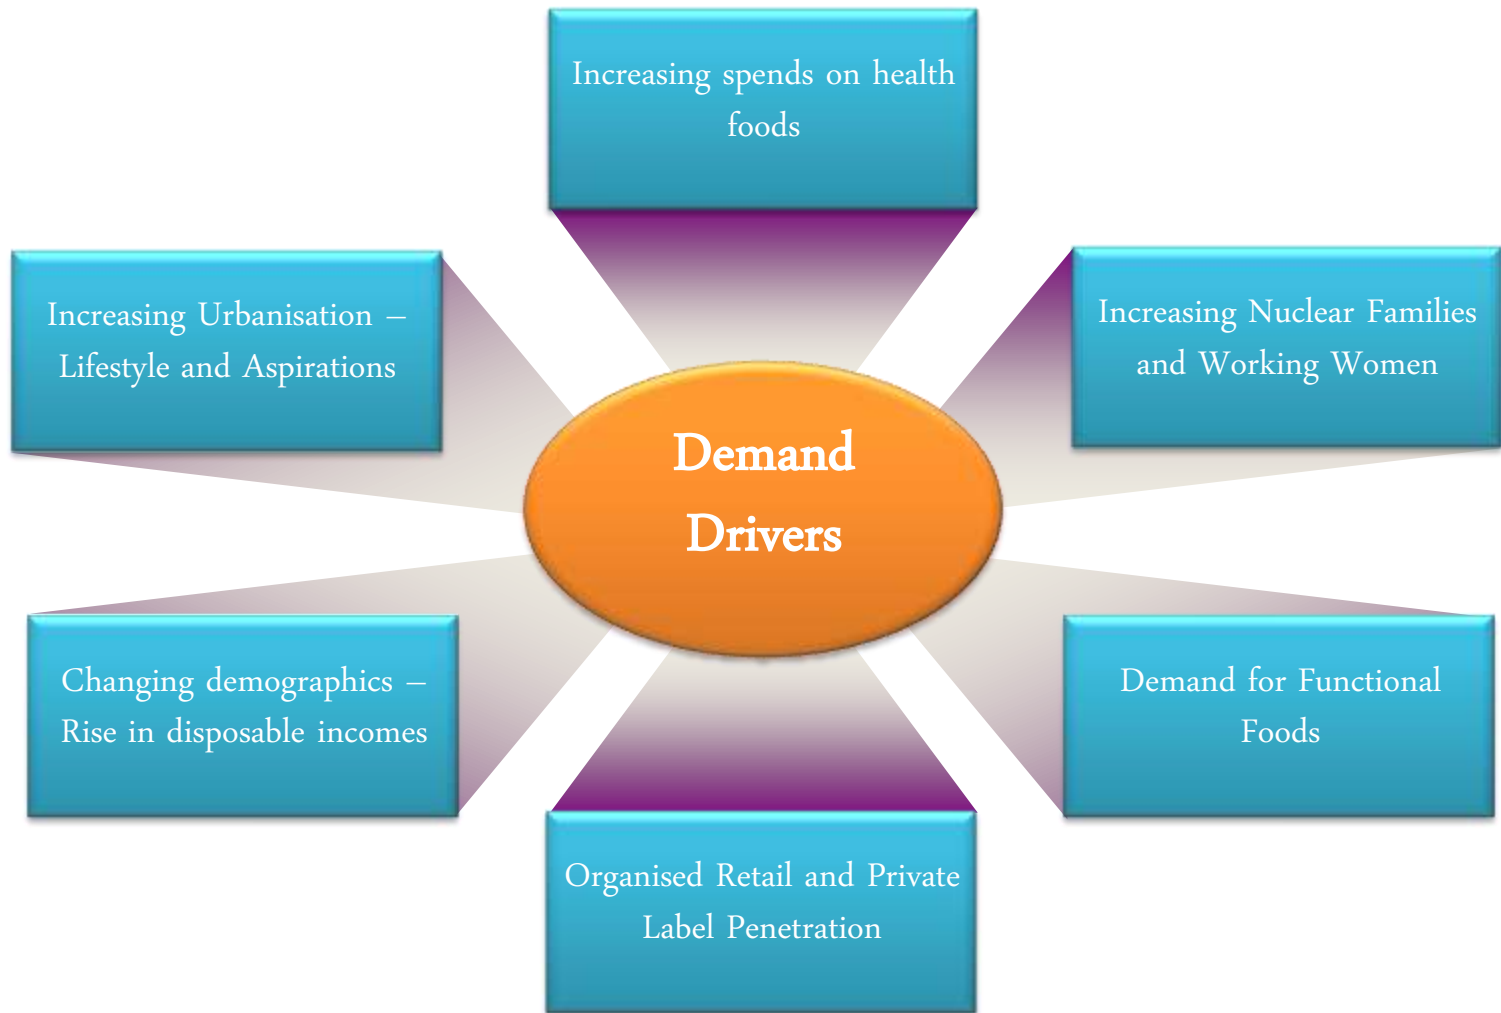 Increasing spends on health
foods
Increasing Urbanisation –
Lifestyle and Aspirations
Increasing Nuclear Families
and Working Women
Demand
Drivers
Changing demographics –
Rise in disposable incomes
Demand for Functional
Foods
Organised Retail and Private
Label Penetration